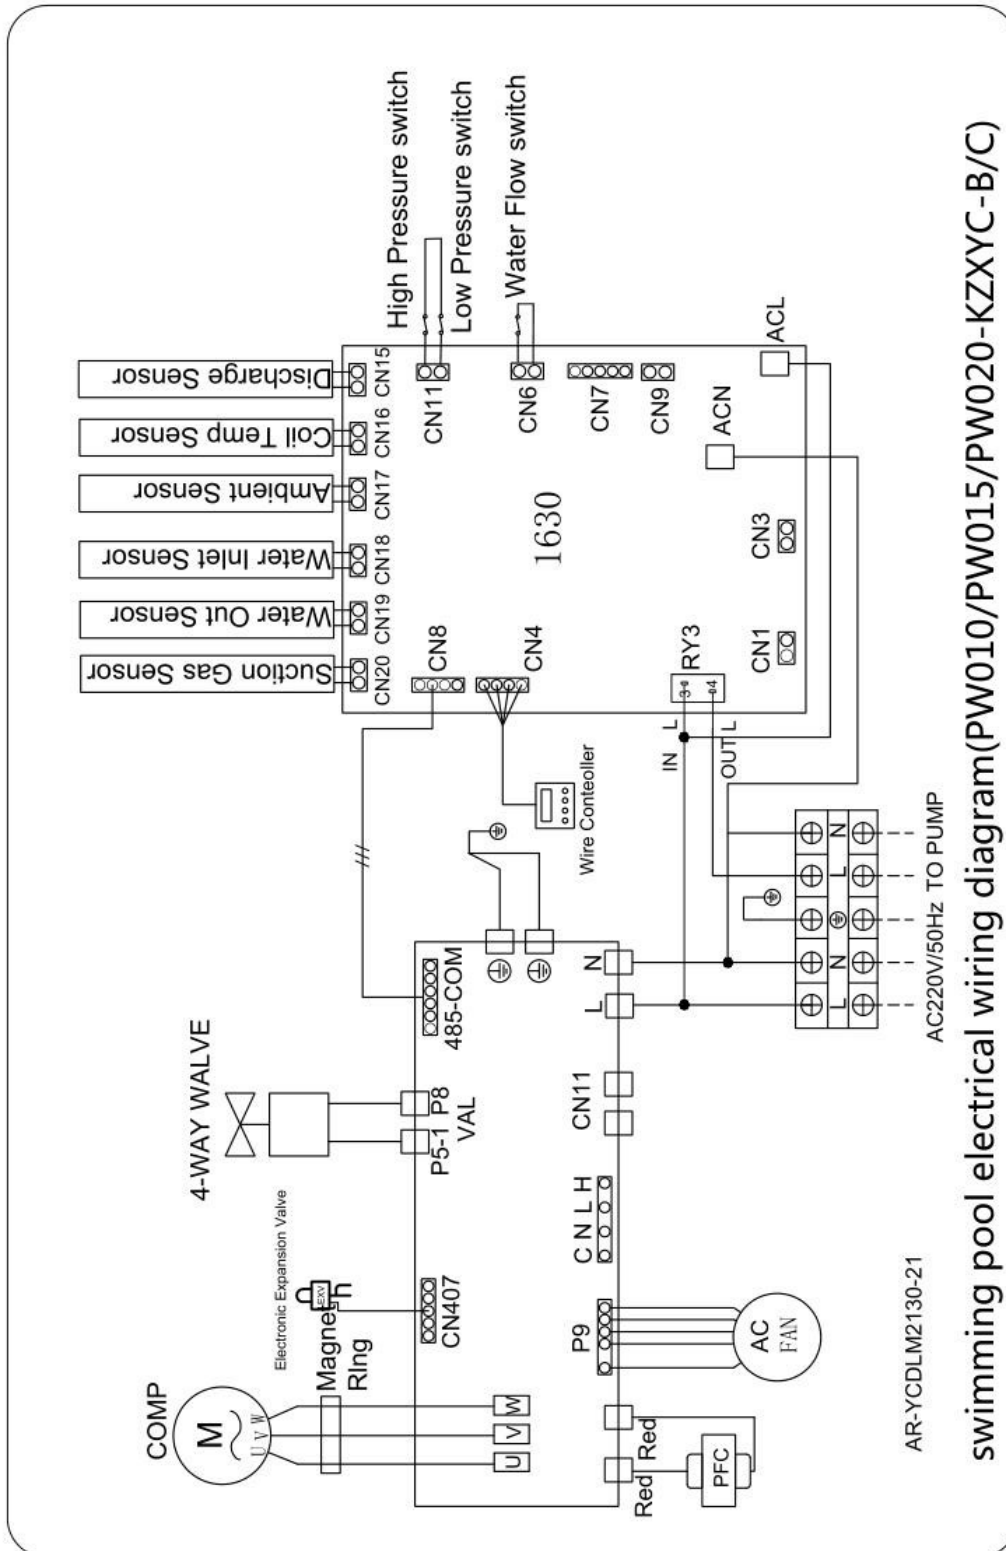 COMP
M
U V W
Magnet
RIng
U
V
W
Electronic Expansion Valve
EXV
CN407
4-WAY WALVE
P5-1
P8
VAL
485-COM
Red
Red
PFC
P9
AC
FAN
C N L H
CN11
L
N
///
Wire Conteoller
Suction Gas Sensor
Water Out Sensor
Water Inlet Sensor
Ambient Sensor
Coil Temp Sensor
Discharge Sensor
CN20
CN19
CN18
CN17
CN16
CN15
CN8
CN4
1630
CN11
High Pressure switch
Low Pressure switch
CN6
Water Flow switch
CN7
CN9
RY3
3
4
IN
L
OUT
L
CN1
CN3
ACN
ACL
L
N
L
N
AC220V/50Hz TO PUMP
AR-YCDLM2130-21
swimming pool electrical wiring diagram(PW010/PW015/PW020-KZXYC-B/C)